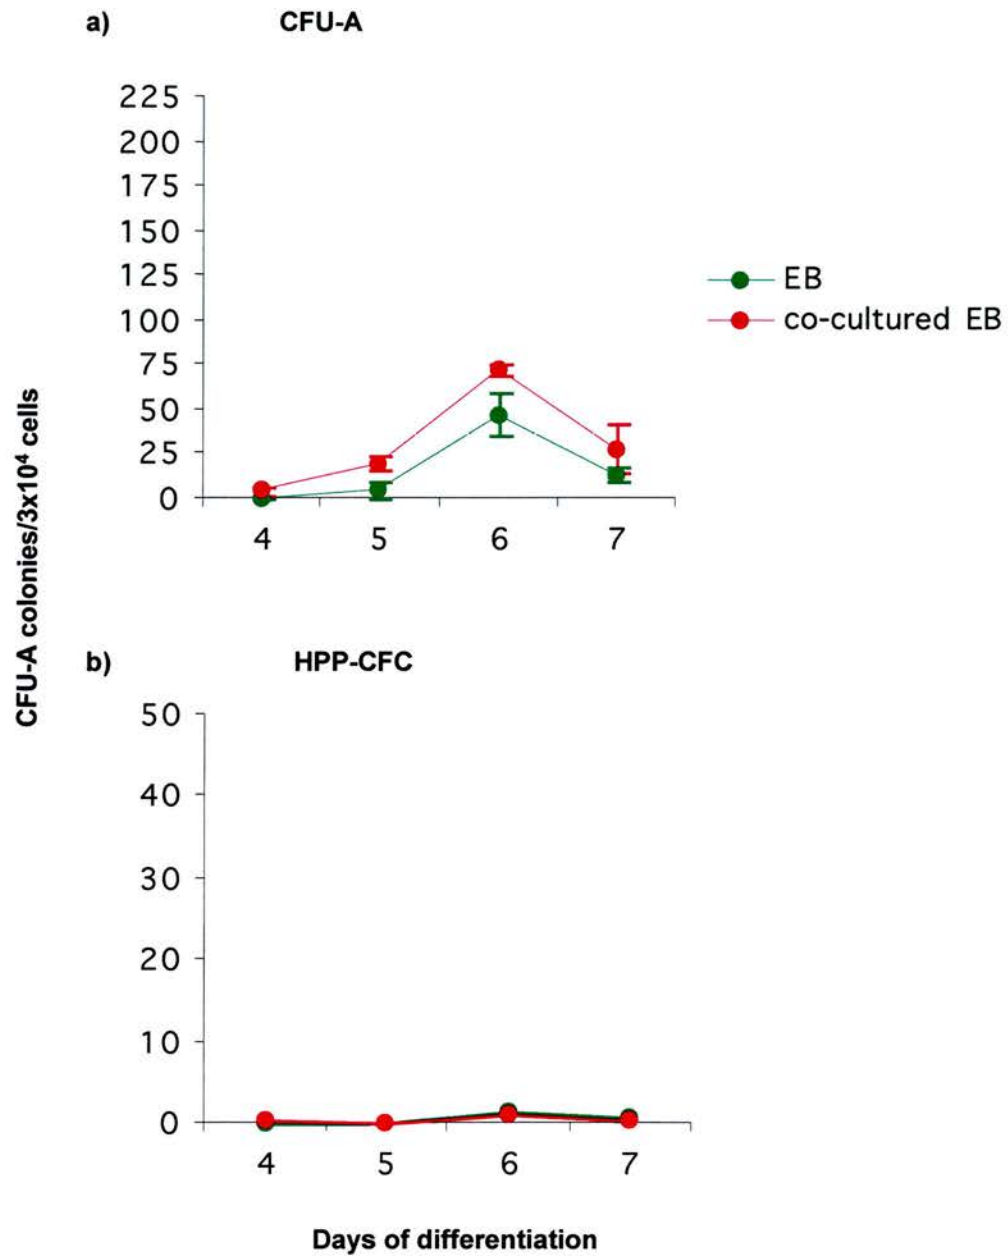 a) CFU-A
225
200
175
150
125
100
75
50
25
0
4 5 6 7
EB
co-cultured EB
CFU-A colonies/3x10⁴ cells
b) HPP-CFC
50
40
30
20
10
0
4 5 6 7
Days of differentiation